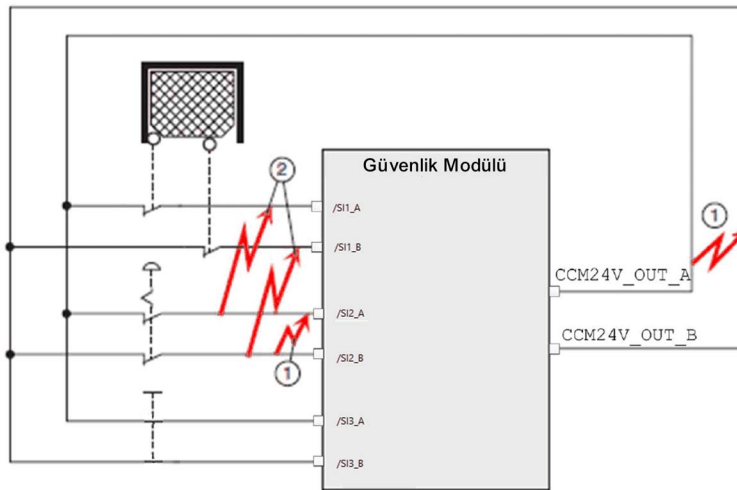 Güvenlik Modülü
2
/SI1_A
1
/SI1_B
CCM24V_OUT_A
/SI2_A
CCM24V_OUT_B
/SI2_B
1
/SI3_A
/SI3_B